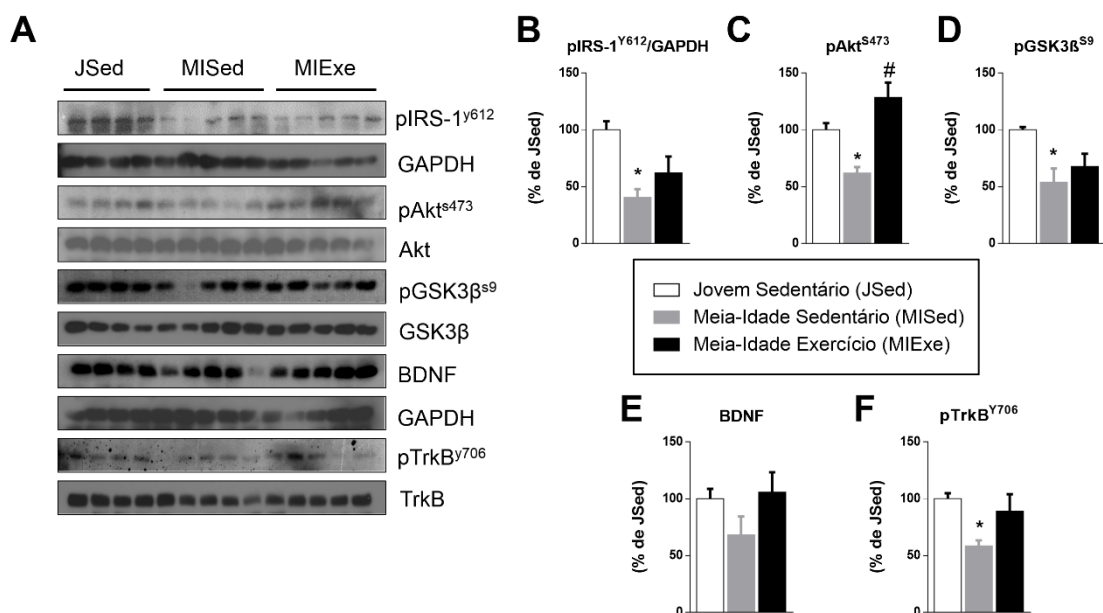 A
JSed MISed MIExe
pIRS-1y612
GAPDH
pAkts473
Akt
pGSK3βs9
GSK3β
BDNF
GAPDH
pTrkBy706
TrkB
B
pIRS-1Y612/GAPDH
(% de JSed)
150
100
50
0
*
C
pAktS473
(% de JSed)
150
100
50
0
*
#
D
pGSK3ßS9
(% de JSed)
150
100
50
0
*
Jovem Sedentário (JSed)
Meia-Idade Sedentário (MISed)
Meia-Idade Exercício (MIExe)
E
BDNF
(% de JSed)
150
100
50
0
F
pTrkBY706
(% de JSed)
150
100
50
0
*